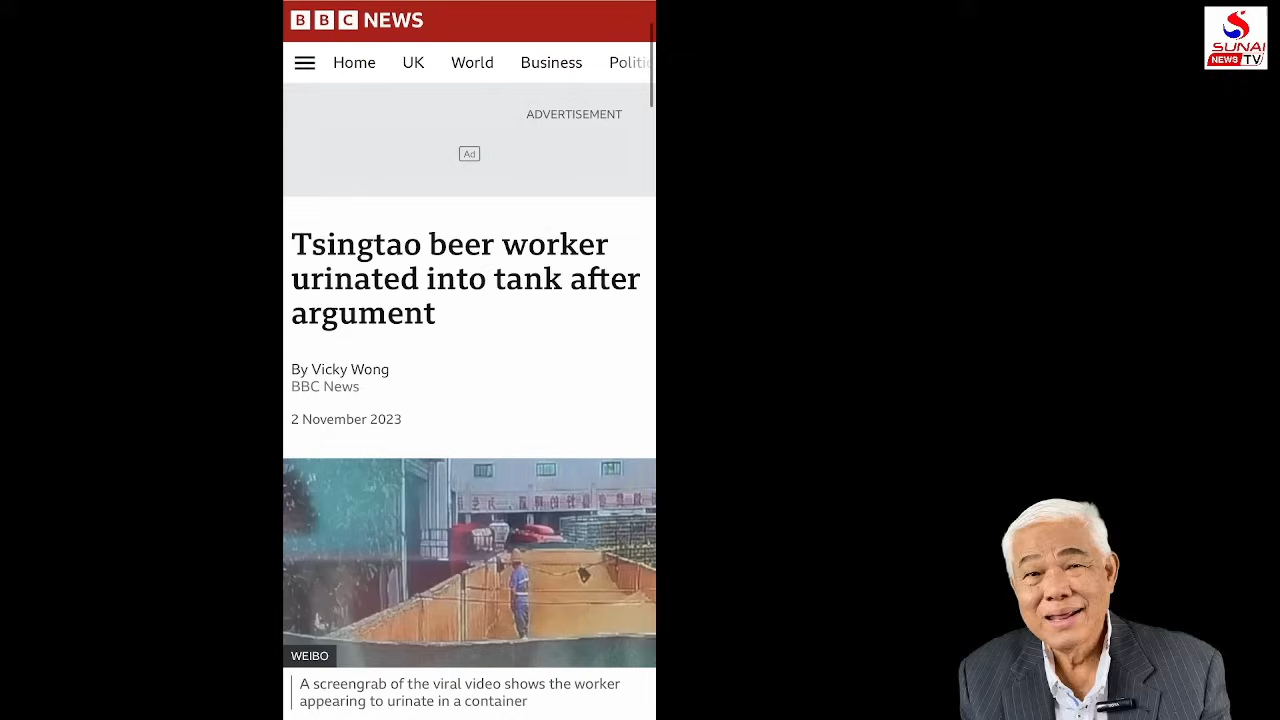 BBC NEWS
SUNAI
NEWS TV
Home UK World Business Politi
ADVERTISEMENT
Ad
Tsingtao beer worker
urinated into tank after
argument
By Vicky Wong
BBC News
2 November 2023
WEIBO
A screengrab of the viral video shows the worker
appearing to urinate in a container